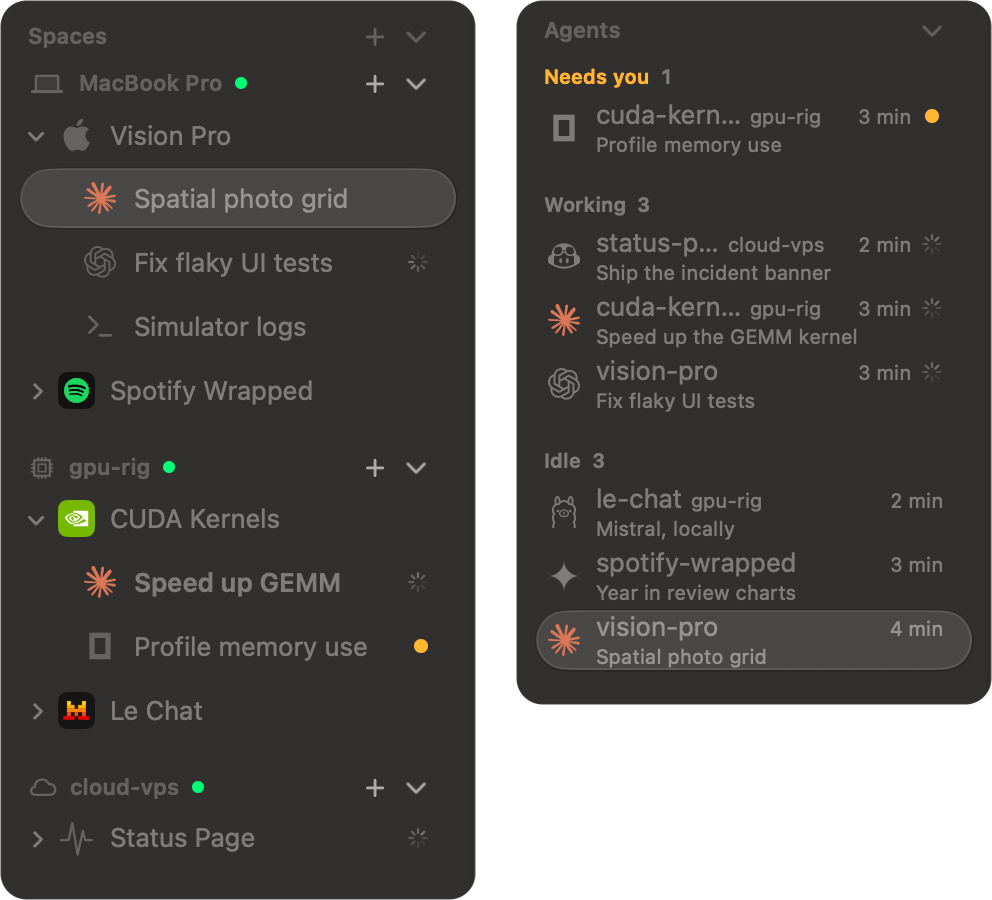 Spaces
MacBook Pro
Vision Pro
Spatial photo grid
Fix flaky UI tests
Simulator logs
Spotify Wrapped
gpu-rig
CUDA Kernels
Speed up GEMM
Profile memory use
Le Chat
cloud-vps
Status Page
Agents
Needs you 1
cuda-kern... gpu-rig 3 min
Profile memory use
Working 3
status-p... cloud-vps 2 min
Ship the incident banner
cuda-kern... gpu-rig 3 min
Speed up the GEMM kernel
vision-pro 3 min
Fix flaky UI tests
Idle 3
le-chat gpu-rig 2 min
Mistral, locally
spotify-wrapped 3 min
Year in review charts
vision-pro 4 min
Spatial photo grid